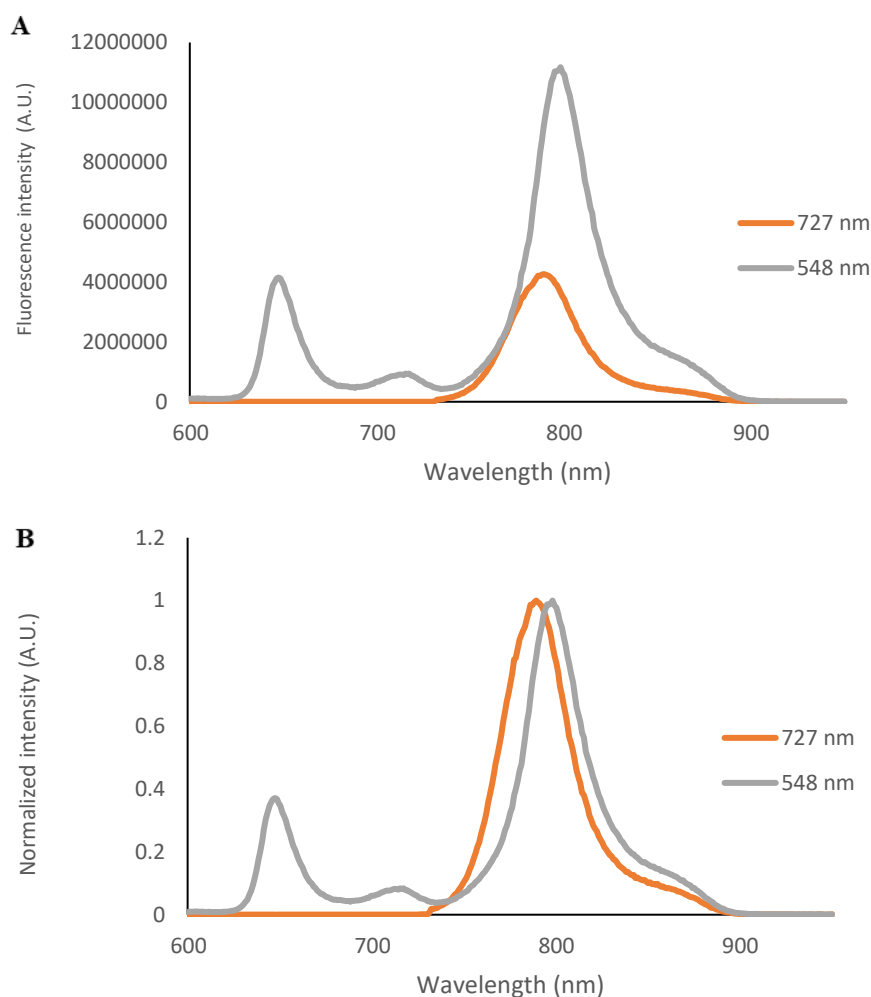 A
12000000
10000000
8000000
6000000
4000000
2000000
0
Fluorescence intensity (A.U.)
727 nm
548 nm
600 700 800 900
Wavelength (nm)
B
1.2
1
0.8
0.6
0.4
0.2
0
Normalized intensity (A.U.)
727 nm
548 nm
600 700 800 900
Wavelength (nm)